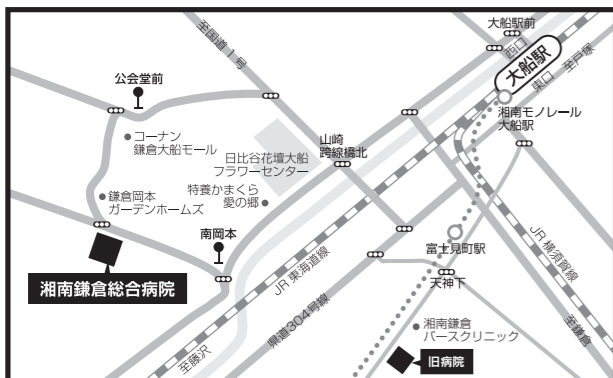 大船駅前
西口
大船駅
東口
至戸塚
至国道1号
公会堂前
湘南モノレール
大船駅
コーナン
鎌倉大船モール
日比谷花壇大船
フラワーセンター
山崎
跨線橋北
特養かまくら
愛の郷
鎌倉岡本
ガーデンホームズ
南岡本
富士見町駅
JR横須賀線
湘南鎌倉総合病院
JR東海道線
天神下
県道304号線
湘南鎌倉
バースクリニック
至鎌倉
至藤沢
旧病院